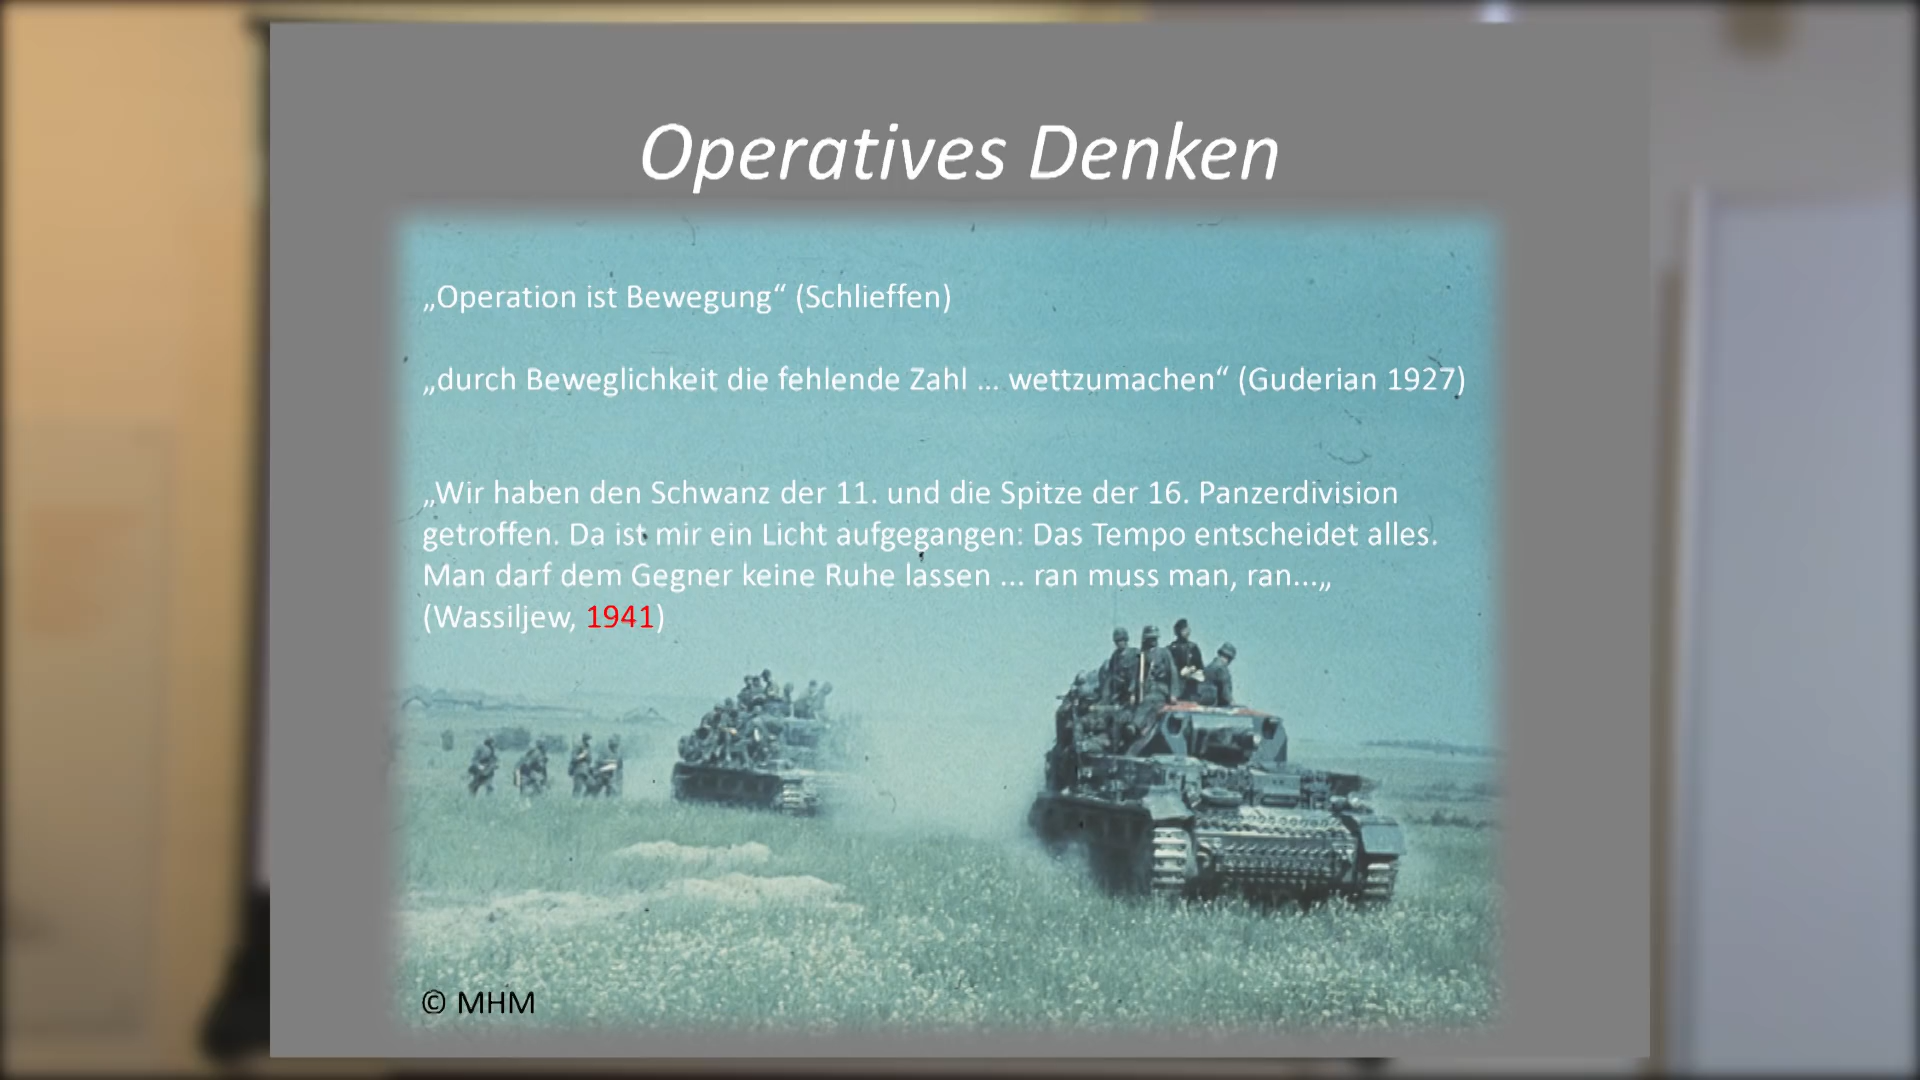 Operatives Denken
„Operation ist Bewegung“ (Schlieffen)
„durch Beweglichkeit die fehlende Zahl ... wettzumachen“ (Guderian 1927)
„Wir haben den Schwanz der 11. und die Spitze der 16. Panzerdivision
getroffen. Da ist mir ein Licht aufgegangen: Das Tempo entscheidet alles.
Man darf dem Gegner keine Ruhe lassen ... ran muss man, ran...„
(Wassiljew, 1941)
© MHM